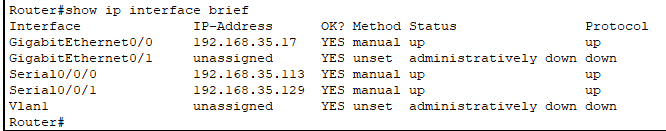 Router#show ip interface brief
Interface IP-Address OK? Method Status Protocol
GigabitEthernet0/0 192.168.35.17 YES manual up up
GigabitEthernet0/1 unassigned YES unset administratively down down
Serial0/0/0 192.168.35.113 YES manual up up
Serial0/0/1 192.168.35.129 YES manual up up
Vlan1 unassigned YES unset administratively down down
Router#